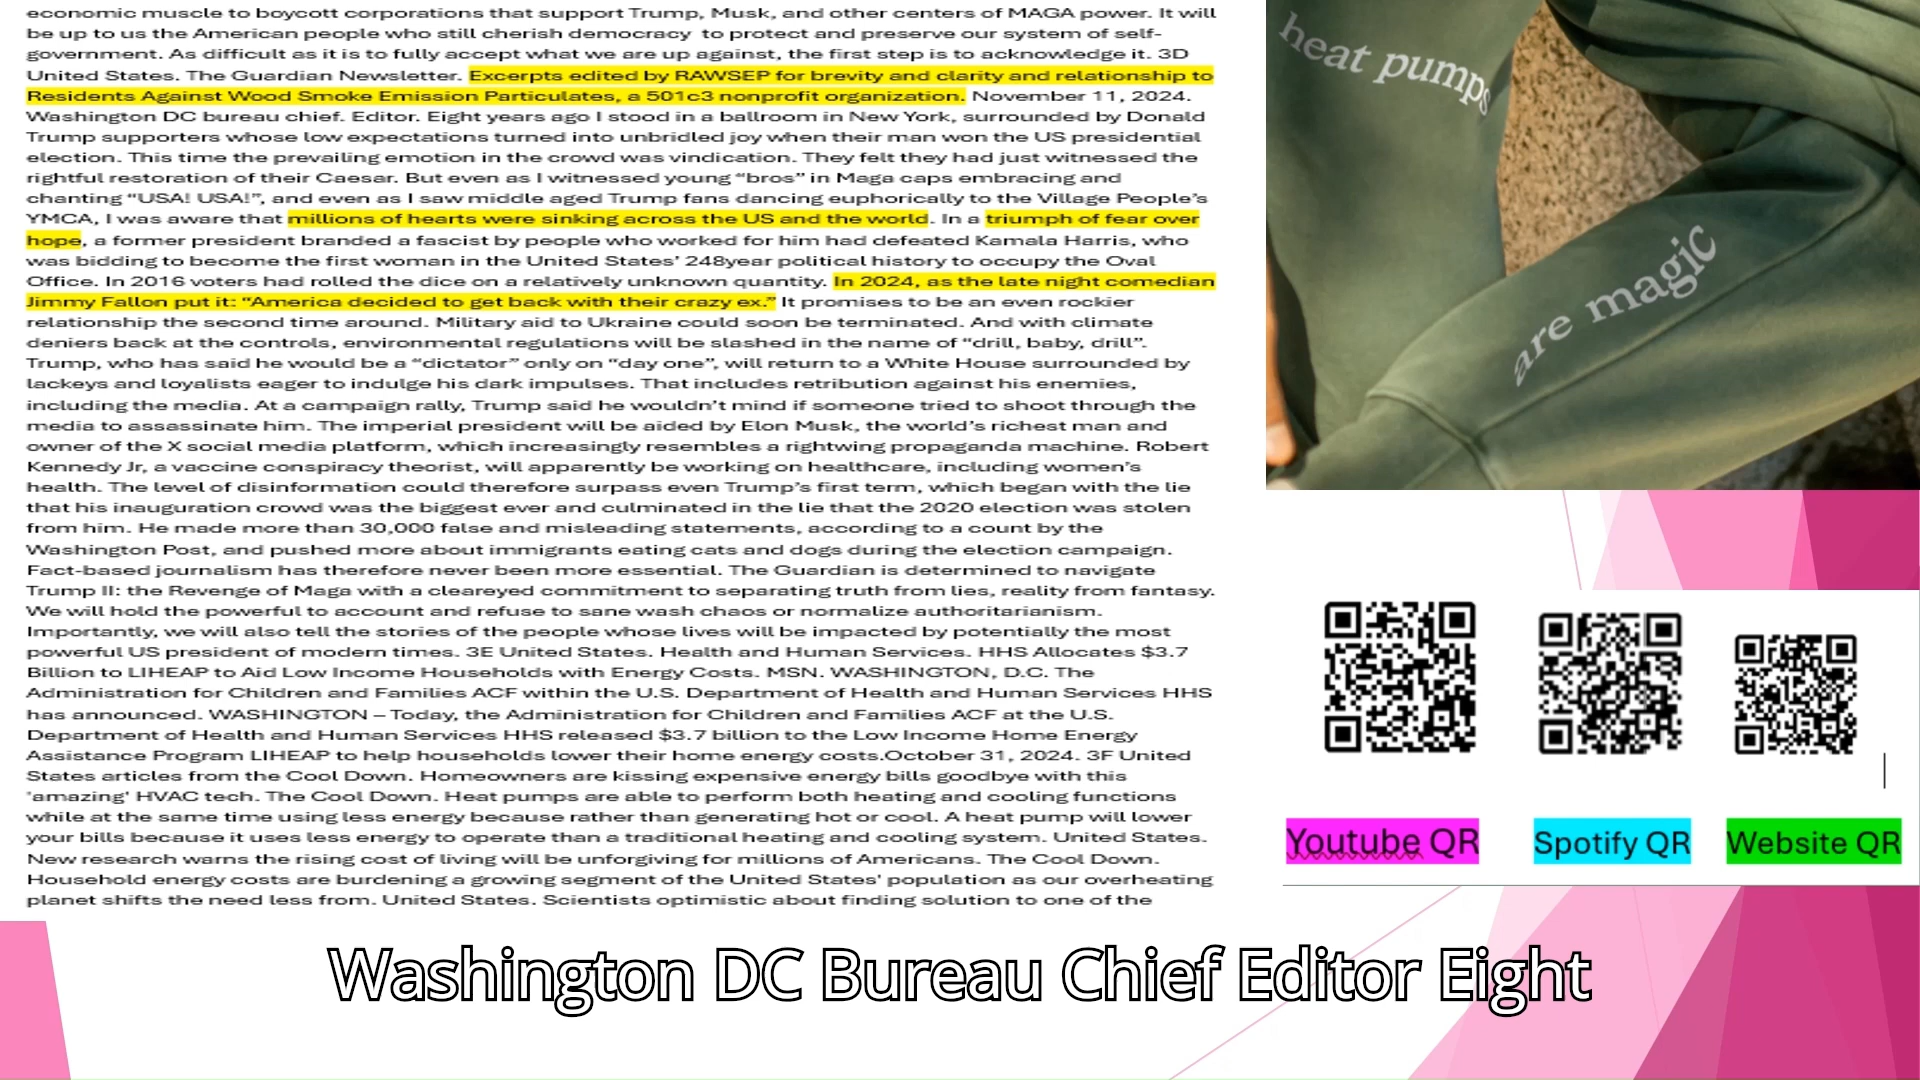 economic muscle to boycott corporations that support Trump, Musk, and other centers of MAGA power. It will
be up to us the American people who still cherish democracy to protect and preserve our system of self-
government. As difficult as it is to fully accept what we are up against, the first step is to acknowledge it. 3D
United States. The Guardian Newsletter. Excerpts edited by RAWSEP for brevity and clarity and relationship to
Residents Against Wood Smoke Emission Particulates, a 501c3 nonprofit organization. November 11, 2024.
Washington DC bureau chief. Editor. Eight years ago I stood in a ballroom in New York, surrounded by Donald
Trump supporters whose low expectations turned into unbridled joy when their man won the US presidential
election. This time the prevailing emotion in the crowd was vindication. They felt they had just witnessed the
rightful restoration of their Caesar. But even as I witnessed young “bros” in Maga caps embracing and
chanting “USA! USA!”, and even as I saw middle aged Trump fans dancing euphorically to the Village People’s
YMCA, I was aware that millions of hearts were sinking across the US and the world. In a triumph of fear over
hope, a former president branded a fascist by people who worked for him had defeated Kamala Harris, who
was bidding to become the first woman in the United States’ 248year political history to occupy the Oval
Office. In 2016 voters had rolled the dice on a relatively unknown quantity. In 2024, as the late night comedian
Jimmy Fallon put it: “America decided to get back with their crazy ex.” It promises to be an even rockier
relationship the second time around. Military aid to Ukraine could soon be terminated. And with climate
deniers back at the controls, environmental regulations will be slashed in the name of “drill, baby, drill”.
Trump, who has said he would be a “dictator” only on “day one”, will return to a White House surrounded by
lackeys and loyalists eager to indulge his dark impulses. That includes retribution against his enemies,
including the media. At a campaign rally, Trump said he wouldn’t mind if someone tried to shoot through the
media to assassinate him. The imperial president will be aided by Elon Musk, the world’s richest man and
owner of the X social media platform, which increasingly resembles a rightwing propaganda machine. Robert
Kennedy Jr, a vaccine conspiracy theorist, will apparently be working on healthcare, including women’s
health. The level of disinformation could therefore surpass even Trump’s first term, which began with the lie
that his inauguration crowd was the biggest ever and culminated in the lie that the 2020 election was stolen
from him. He made more than 30,000 false and misleading statements, according to a count by the
Washington Post, and pushed more about immigrants eating cats and dogs during the election campaign.
Fact-based journalism has therefore never been more essential. The Guardian is determined to navigate
Trump II: the Revenge of Maga with a cleareyed commitment to separating truth from lies, reality from fantasy.
We will hold the powerful to account and refuse to sane wash chaos or normalize authoritarianism.
Importantly, we will also tell the stories of the people whose lives will be impacted by potentially the most
powerful US president of modern times. 3E United States. Health and Human Services. HHS Allocates $3.7
Billion to LIHEAP to Aid Low Income Households with Energy Costs. MSN. WASHINGTON, D.C. The
Administration for Children and Families ACF within the U.S. Department of Health and Human Services HHS
has announced. WASHINGTON – Today, the Administration for Children and Families ACF at the U.S.
Department of Health and Human Services HHS released $3.7 billion to the Low Income Home Energy
Assistance Program LIHEAP to help households lower their home energy costs.October 31, 2024. 3F United
States articles from the Cool Down. Homeowners are kissing expensive energy bills goodbye with this
'amazing' HVAC tech. The Cool Down. Heat pumps are able to perform both heating and cooling functions
while at the same time using less energy because rather than generating hot or cool. A heat pump will lower
your bills because it uses less energy to operate than a traditional heating and cooling system. United States.
New research warns the rising cost of living will be unforgiving for millions of Americans. The Cool Down.
Household energy costs are burdening a growing segment of the United States' population as our overheating
planet shifts the need less from. United States. Scientists optimistic about finding solution to one of the
heat pumps
are magic
Youtube QR
Spotify QR
Website QR
Washington DC Bureau Chief Editor Eight